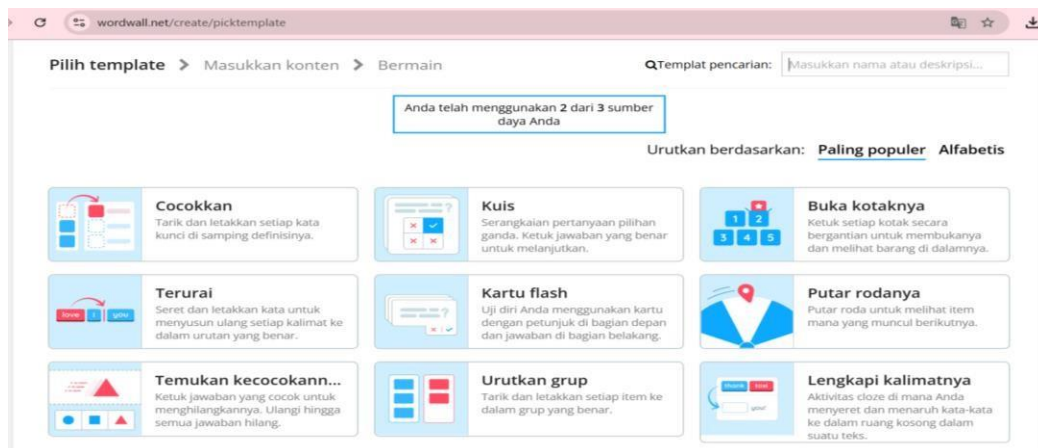 wordwall.net/create/picktemplate
Pilih template > Masukkan konten > Bermain
Templat pencarian: Masukkan nama atau deskripsi...
Anda telah menggunakan 2 dari 3 sumber
daya Anda
Urutkan berdasarkan: Paling populer Alfabetis
Cocokkan
Tarik dan letakkan setiap kata
kunci di samping definisinya.
Kuis
Serangkaian pertanyaan pilihan
ganda. Ketuk jawaban yang benar
untuk melanjutkan.
1 2
3 4 5
Buka kotaknya
Ketuk setiap kotak secara
bergantian untuk membukanya
dan melihat barang di dalamnya.
love i you
Terurai
Seret dan letakkan kata untuk
menyusun ulang setiap kalimat ke
dalam urutan yang benar.
Kartu flash
Uji diri Anda menggunakan kartu
dengan petunjuk di bagian depan
dan jawaban di bagian belakang.
Putar rodanya
Putar roda untuk melihat item
mana yang muncul berikutnya.
Temukan kecocokann...
Ketuk jawaban yang cocok untuk
menghilangkannya. Ulangi hingga
semua jawaban hilang.
Urutkan grup
Tarik dan letakkan setiap item ke
dalam grup yang benar.
your
Lengkapi kalimatnya
Aktivitas cloze di mana Anda
menyeret dan menaruh kata-kata
ke dalam ruang kosong dalam
suatu teks.